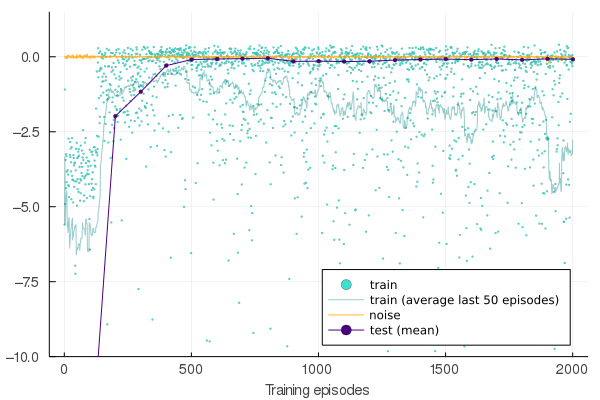 0.0
−2.5
−5.0
−7.5
−10.0
train
train (average last 50 episodes)
noise
test (mean)
0 500 1000 1500 2000
Training episodes